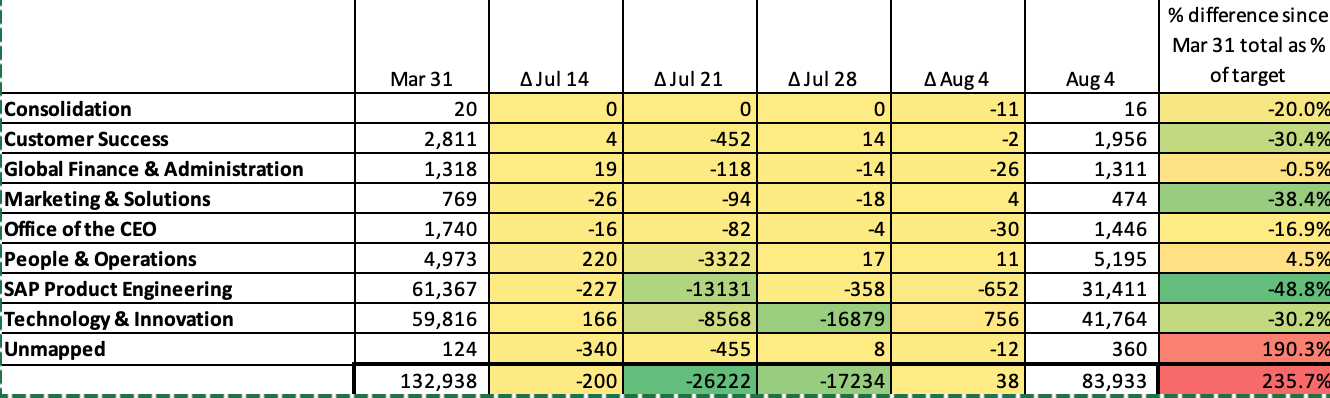 % difference since
Mar 31 total as %
Mar 31 Δ Jul 14 Δ Jul 21 Δ Jul 28 Δ Aug 4 Aug 4 of target
Consolidation 20 0 0 0 -11 16 -20.0%
Customer Success 2,811 4 -452 14 -2 1,956 -30.4%
Global Finance & Administration 1,318 19 -118 -14 -26 1,311 -0.5%
Marketing & Solutions 769 -26 -94 -18 4 474 -38.4%
Office of the CEO 1,740 -16 -82 -4 -30 1,446 -16.9%
People & Operations 4,973 220 -3322 17 11 5,195 4.5%
SAP Product Engineering 61,367 -227 -13131 -358 -652 31,411 -48.8%
Technology & Innovation 59,816 166 -8568 -16879 756 41,764 -30.2%
Unmapped 124 -340 -455 8 -12 360 190.3%
132,938 -200 -26222 -17234 38 83,933 235.7%